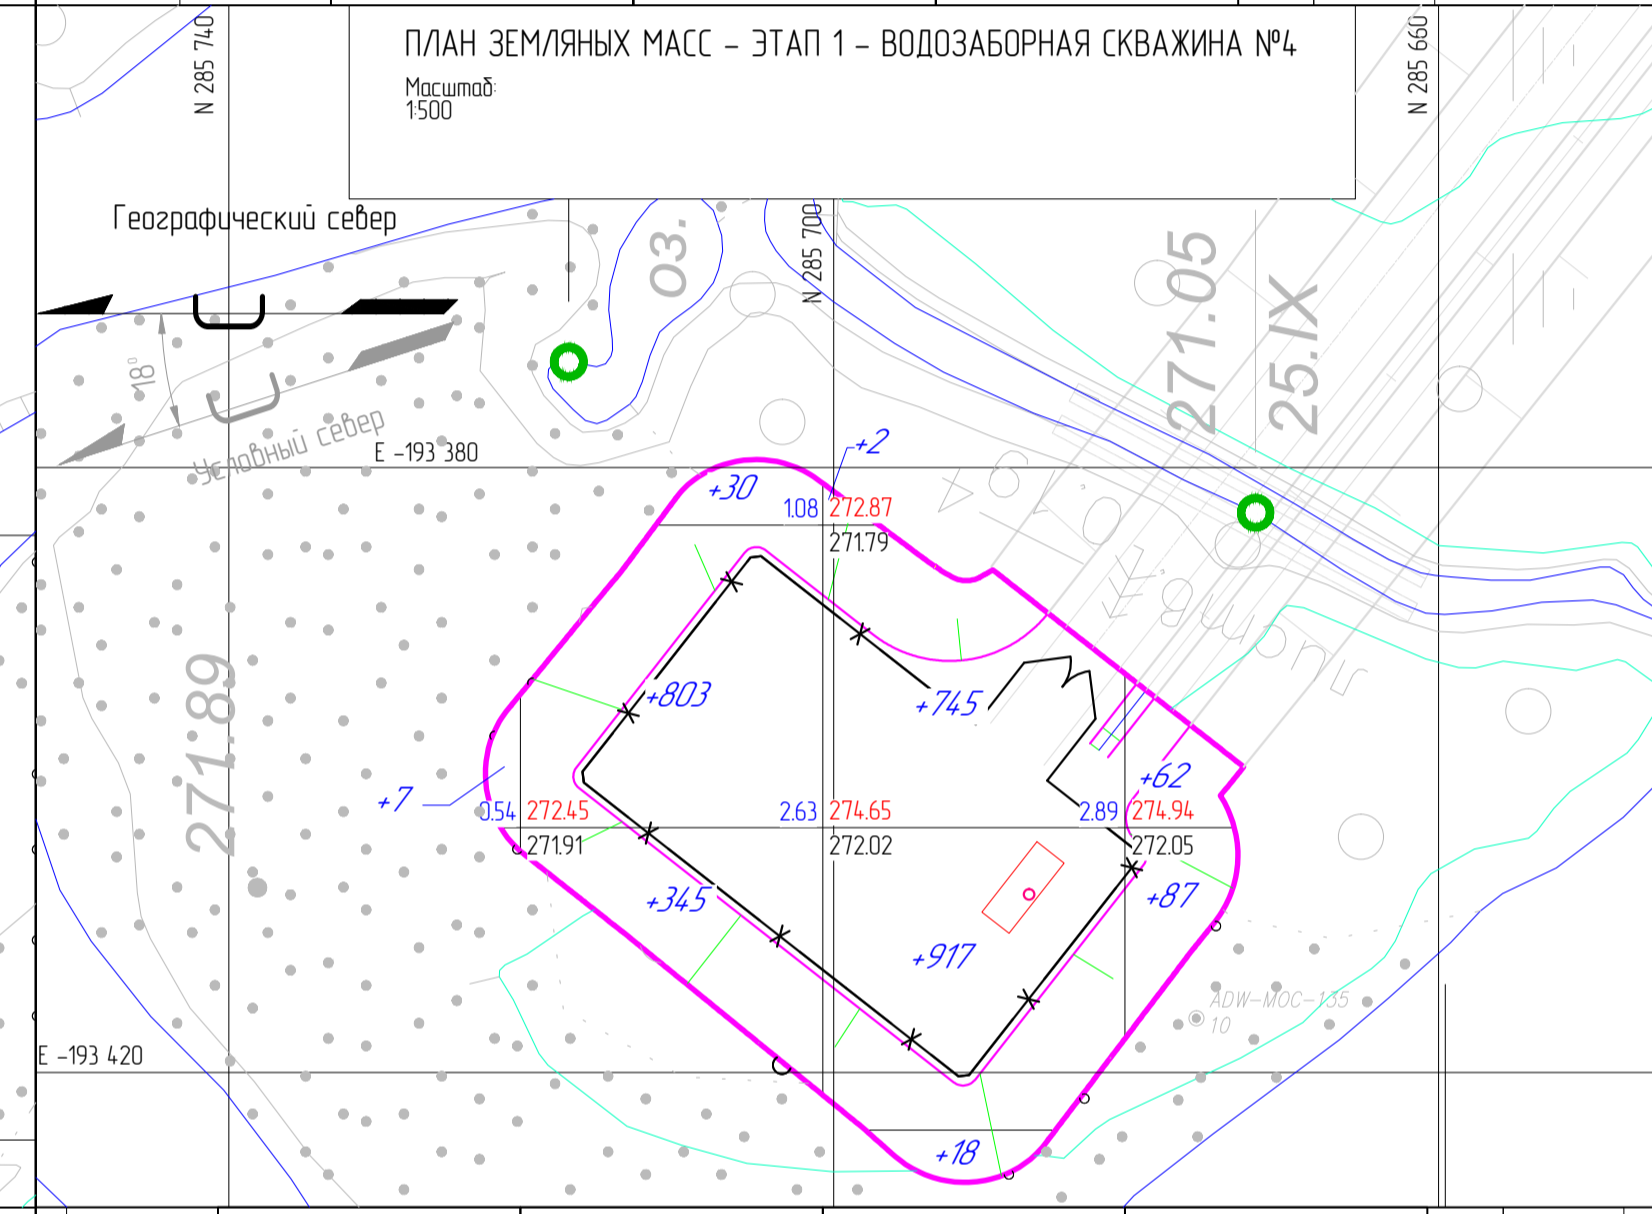 N 285 740
ПЛАН ЗЕМЛЯНЫХ МАСС – ЭТАП 1 – ВОДОЗАБОРНАЯ СКВАЖИНА №4
Масштаб:
1:500
N 285 660
Географический север
N 285 700
03.
271.05
25.IX
18°
Условный север
E -193 380
+2
+30
1.08 272.87
271.79
271.89
+803
+745
+62
+7
0.54 272.45
271.91
2.63 274.65
272.02
2.89 274.94
272.05
+345
+87
+917
ADW-MOC-135
10
E -193 420
+18